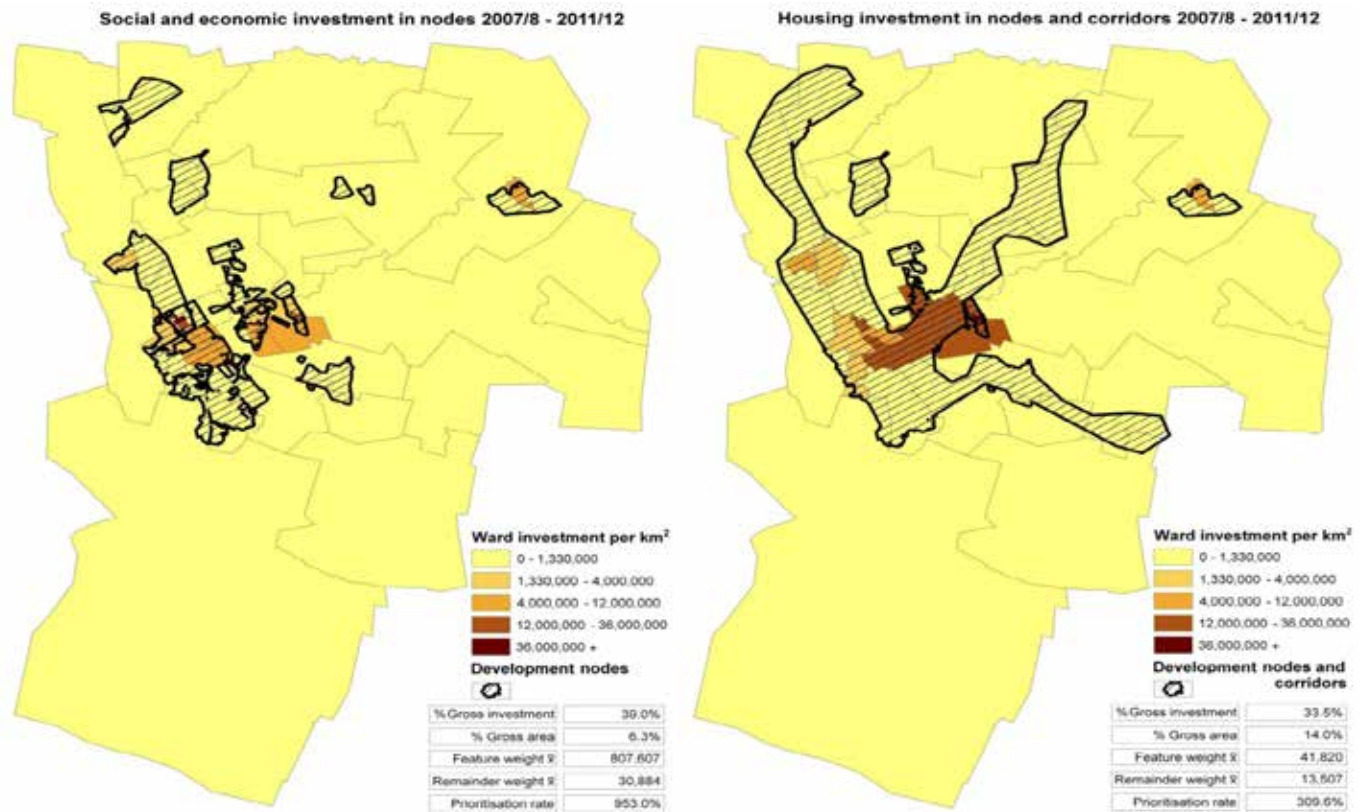 Social and economic investment in nodes 2007/8 - 2011/12
Ward investment per km²
0 - 1,330,000
1,330,000 - 4,000,000
4,000,000 - 12,000,000
12,000,000 - 36,000,000
36,000,000 +
Development nodes
% Gross investment 39.0%
% Gross area 6.3%
Feature weight x̄ 807,607
Remainder weight x̄ 30,884
Prioritisation rate 953.0%
Housing investment in nodes and corridors 2007/8 - 2011/12
Ward investment per km²
0 - 1,330,000
1,330,000 - 4,000,000
4,000,000 - 12,000,000
12,000,000 - 36,000,000
36,000,000 +
Development nodes and
corridors
% Gross investment 33.5%
% Gross area 14.0%
Feature weight x̄ 41,820
Remainder weight x̄ 13,507
Prioritisation rate 309.6%